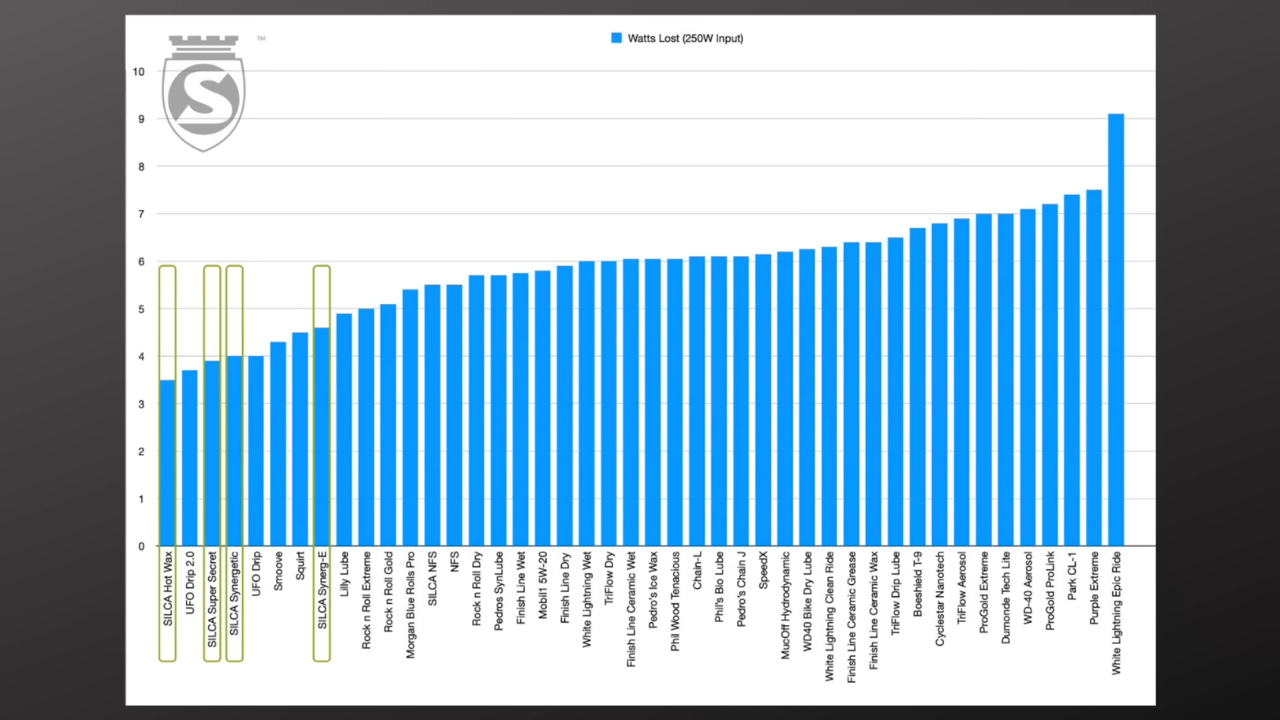 TM
Watts Lost (250W Input)
10
9
8
7
6
5
4
3
2
1
0
SILCA Hot Wax
UFO Drip 2.0
SILCA Super Secret
SILCA Synergetic
UFO Drip
Smoove
Squirt
SILCA Synerg-E
Lilly Lube
Rock n Roll Extreme
Rock n Roll Gold
Morgan Blue Rolls Pro
SILCA NFS
NFS
Rock n Roll Dry
Pedros SynLube
Finish Line Wet
Mobil1 5W-20
Finish Line Dry
White Lightning Wet
TriFlow Dry
Finish Line Ceramic Wet
Pedro's Ice Wax
Phil Wood Tenacious
Chain-L
Phil's Bio Lube
Pedro's Chain J
SpeedX
MucOff Hydrodynamic
WD40 Bike Dry Lube
White Lightning Clean Ride
Finish Line Ceramic Grease
Finish Line Ceramic Wax
TriFlow Drip Lube
Boeshield T-9
Cyclestar Nanotech
TriFlow Aerosol
ProGold Extreme
Dumonde Tech Lite
WD-40 Aerosol
ProGold ProLink
Park CL-1
Purple Extreme
White Lightning Epic Ride